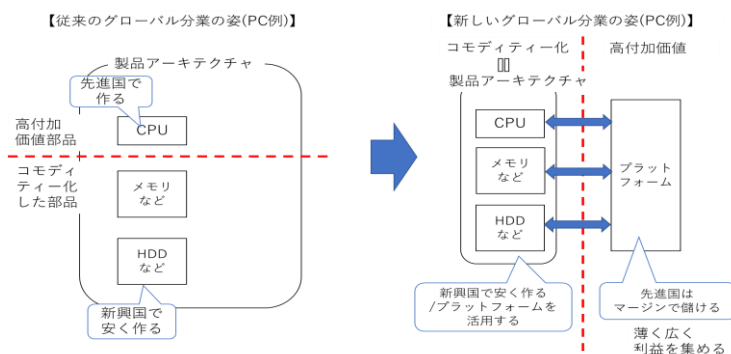 【従来のグローバル分業の姿(PC例)】
製品アーキテクチャ
先進国で
作る
高付加
価値部品
CPU
コモディ
ティー化
した部品
メモリ
など
HDD
など
新興国で
安く作る
【新しいグローバル分業の姿(PC例)】
コモディティー化
高付加価値
製品アーキテクチャ
CPU
メモリ
など
HDD
など
プラット
フォーム
新興国で安く作る
/プラットフォームを
活用する
先進国は
マージンで儲ける
薄く広く
利益を集める